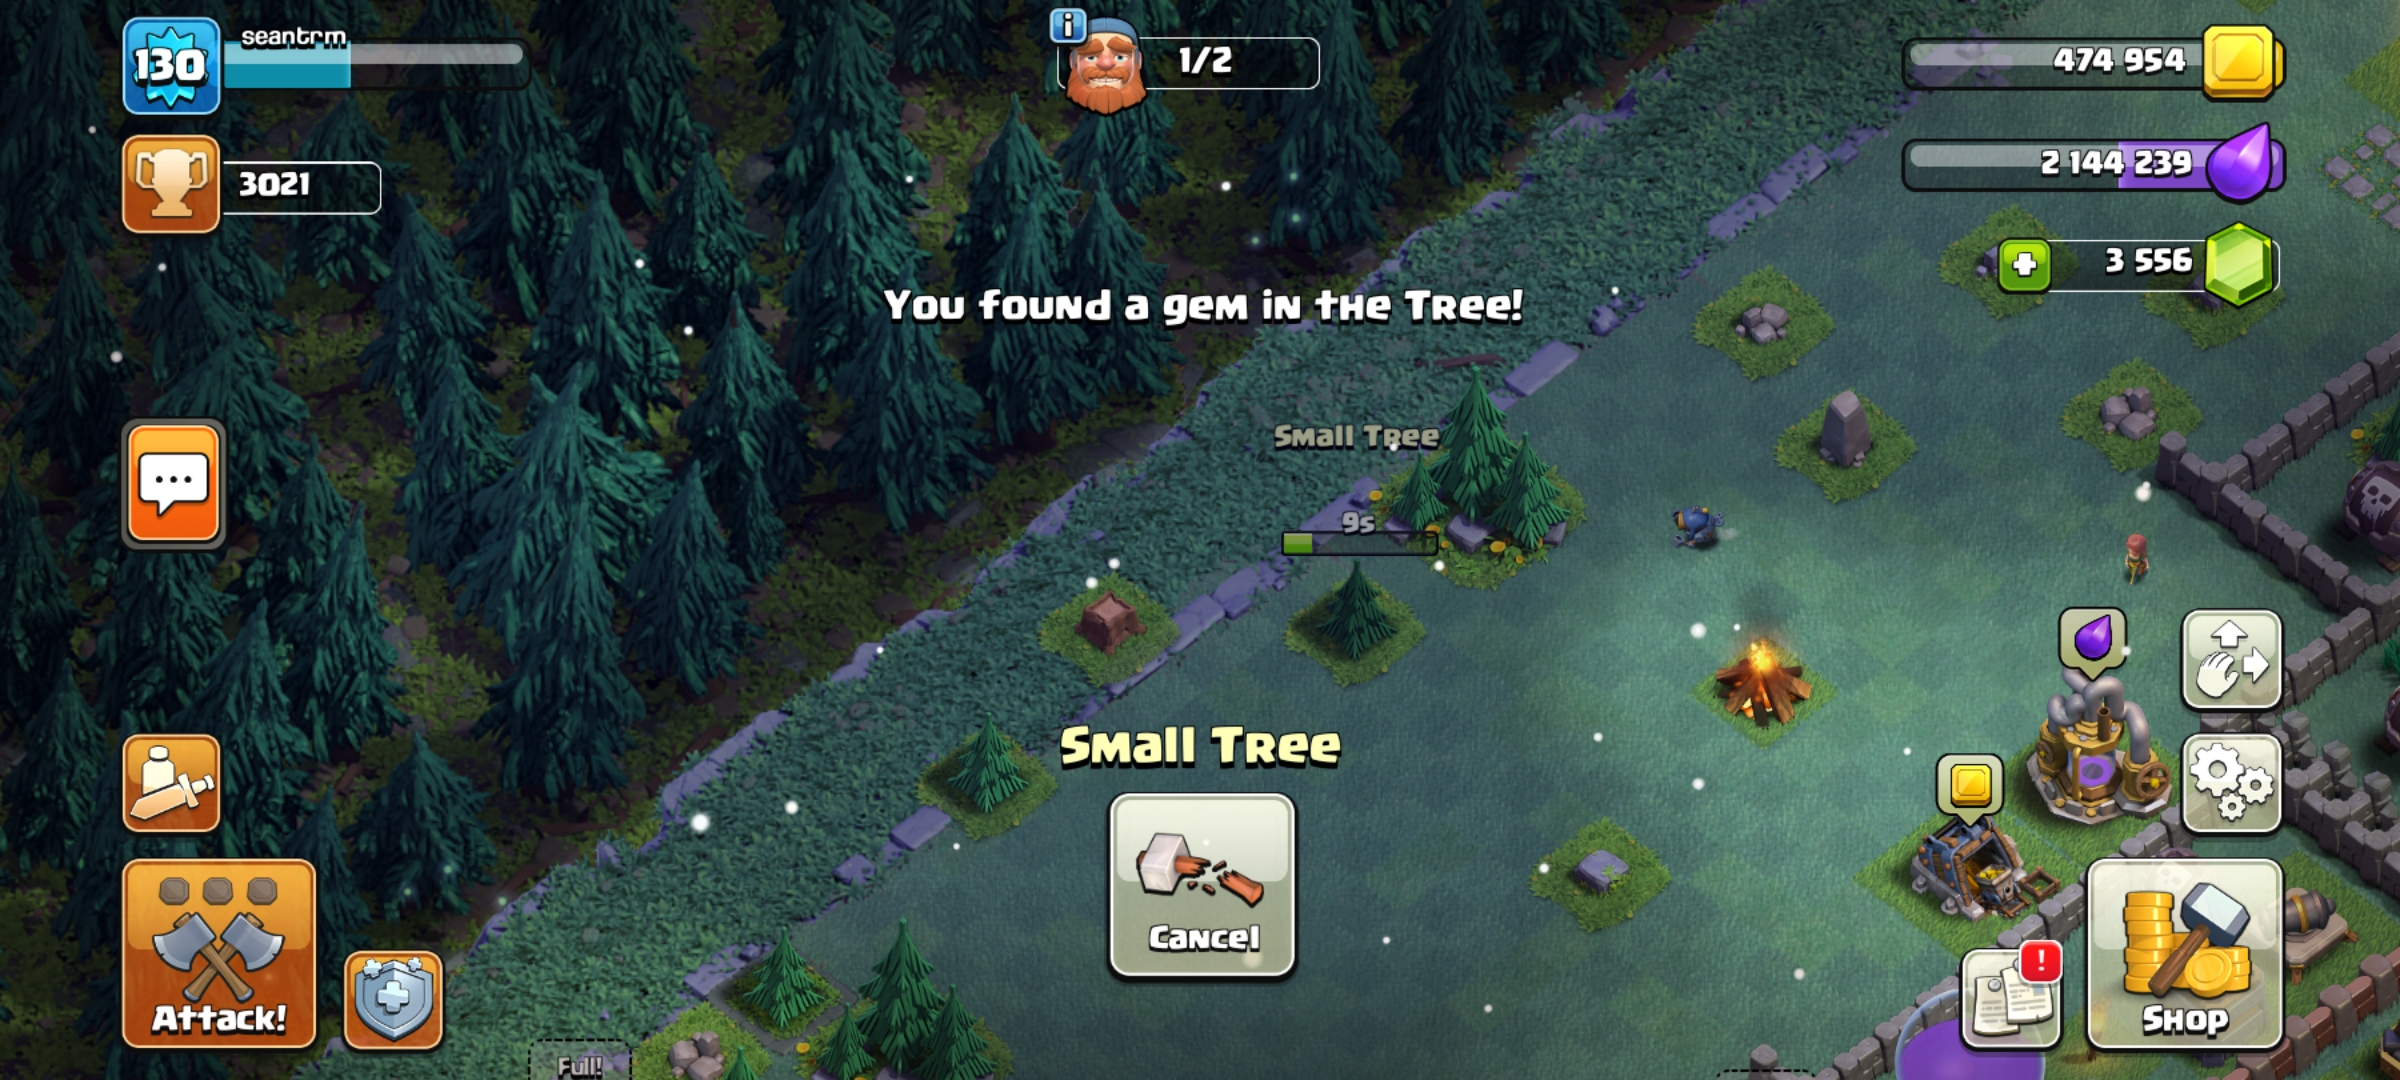 130
seantrm
i
1/2
474 954
3021
2 144 239
3 556
You found a gem in the Tree!
Small Tree
9s
Small Tree
Cancel
Attack!
!
Shop
Full!